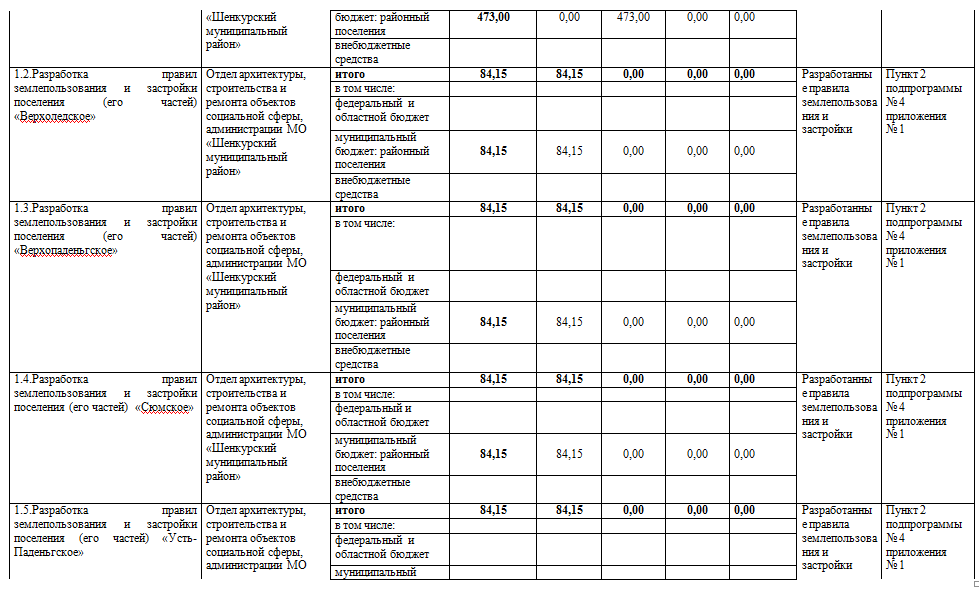 «Шенкурский муниципальный район»
бюджет: районный поселения
473,00 0,00 473,00 0,00 0,00
внебюджетные средства
1.2.Разработка правил
землепользования и застройки
поселения (его частей)
«Верхоледское»
Отдел архитектуры,
строительства и
ремонта объектов
социальной сферы,
администрации МО
«Шенкурский
муниципальный
район»
итого 84,15 84,15 0,00 0,00 0,00
в том числе:
федеральный и
областной бюджет
муниципальный
бюджет: районный
поселения
84,15 84,15 0,00 0,00 0,00
внебюджетные
средства
Разработанны
е правила
землепользова
ния и
застройки
Пункт 2
подпрограммы
№ 4
приложения
№ 1
1.3.Разработка правил
землепользования и застройки
поселения (его частей)
«Верхопаденьгское»
Отдел архитектуры,
строительства и
ремонта объектов
социальной сферы,
администрации МО
«Шенкурский
муниципальный
район»
итого 84,15 84,15 0,00 0,00 0,00
в том числе:
федеральный и
областной бюджет
муниципальный
бюджет: районный
поселения
84,15 84,15 0,00 0,00 0,00
внебюджетные
средства
Разработанны
е правила
землепользова
ния и
застройки
Пункт 2
подпрограммы
№ 4
приложения
№ 1
1.4.Разработка правил
землепользования и застройки
поселения (его частей) «Сюмское»
Отдел архитектуры,
строительства и
ремонта объектов
социальной сферы,
администрации МО
«Шенкурский
муниципальный
район»
итого 84,15 84,15 0,00 0,00 0,00
в том числе:
федеральный и
областной бюджет
муниципальный
бюджет: районный
поселения
84,15 84,15 0,00 0,00 0,00
внебюджетные
средства
Разработанны
е правила
землепользова
ния и
застройки
Пункт 2
подпрограммы
№ 4
приложения
№ 1
1.5.Разработка правил
землепользования и застройки
поселения (его частей) «Усть-
Паденьгское»
Отдел архитектуры,
строительства и
ремонта объектов
социальной сферы,
администрации МО
итого 84,15 84,15 0,00 0,00 0,00
в том числе:
федеральный и
областной бюджет
муниципальный
Разработанны
е правила
землепользова
ния и
застройки
Пункт 2
подпрограммы
№ 4
приложения
№ 1